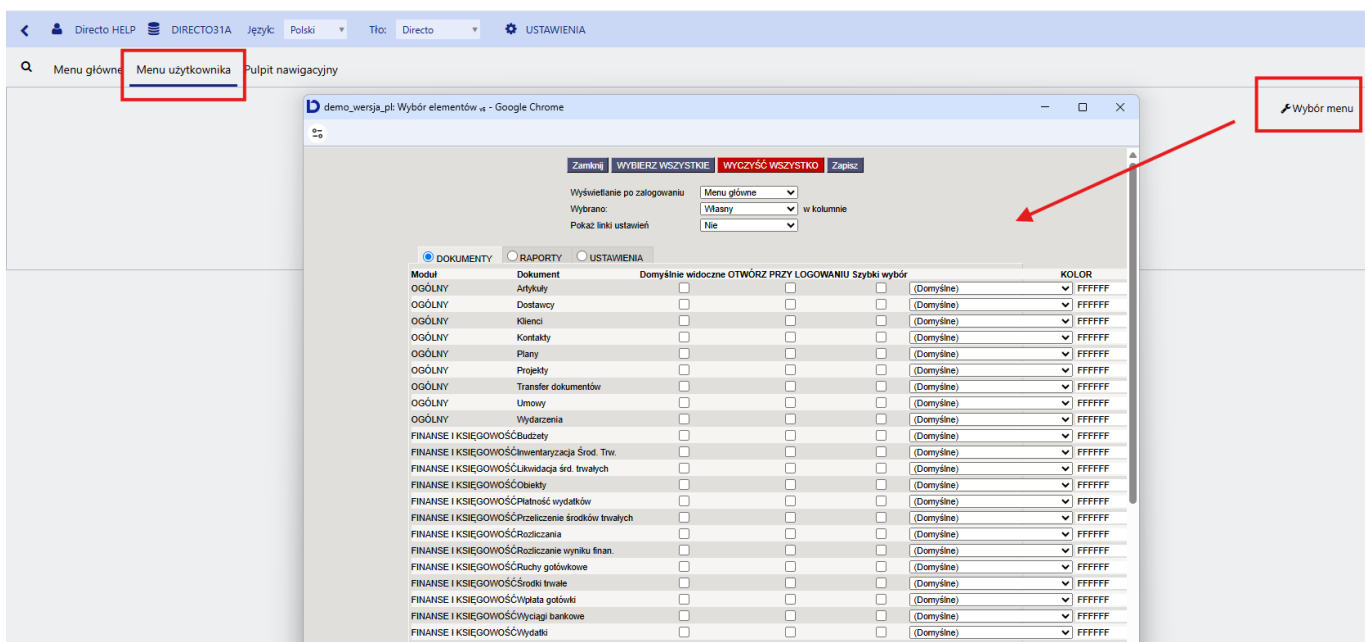 Directo HELP DIRECTO31A Język: Polski Tło: Directo USTAWIENIA
Menu główne Menu użytkownika Pulpit nawigacyjny
Wybór menu
demo_wersja_pl: Wybór elementów v6 - Google Chrome
Zamknij WYBIERZ WSZYSTKIE WYCZYŚĆ WSZYSTKO Zapisz
Wyświetlanie po zalogowaniu Menu główne
Wybrano: Własny w kolumnie
Pokaż linki ustawień Nie
DOKUMENTY RAPORTY USTAWIENIA
Moduł Dokument Domyślnie widoczne OTWÓRZ PRZY LOGOWANIU Szybki wybór KOLOR
OGÓLNY Artykuły (Domyślne) FFFFFF
OGÓLNY Dostawcy (Domyślne) FFFFFF
OGÓLNY Klienci (Domyślne) FFFFFF
OGÓLNY Kontakty (Domyślne) FFFFFF
OGÓLNY Plany (Domyślne) FFFFFF
OGÓLNY Projekty (Domyślne) FFFFFF
OGÓLNY Transfer dokumentów (Domyślne) FFFFFF
OGÓLNY Umowy (Domyślne) FFFFFF
OGÓLNY Wydarzenia (Domyślne) FFFFFF
FINANSE I KSIĘGOWOŚĆ Budżety (Domyślne) FFFFFF
FINANSE I KSIĘGOWOŚĆ Inwentaryzacja Środ. Trw. (Domyślne) FFFFFF
FINANSE I KSIĘGOWOŚĆ Likwidacja śrd. trwałych (Domyślne) FFFFFF
FINANSE I KSIĘGOWOŚĆ Obiekty (Domyślne) FFFFFF
FINANSE I KSIĘGOWOŚĆ Płatność wydatków (Domyślne) FFFFFF
FINANSE I KSIĘGOWOŚĆ Przeliczenie środków trwałych (Domyślne) FFFFFF
FINANSE I KSIĘGOWOŚĆ Rozliczania (Domyślne) FFFFFF
FINANSE I KSIĘGOWOŚĆ Rozliczanie wyniku finan. (Domyślne) FFFFFF
FINANSE I KSIĘGOWOŚĆ Ruchy gotówkowe (Domyślne) FFFFFF
FINANSE I KSIĘGOWOŚĆ Środki trwałe (Domyślne) FFFFFF
FINANSE I KSIĘGOWOŚĆ Wpłata gotówki (Domyślne) FFFFFF
FINANSE I KSIĘGOWOŚĆ Wyciągi bankowe (Domyślne) FFFFFF
FINANSE I KSIĘGOWOŚĆ Wydatki (Domyślne) FFFFFF